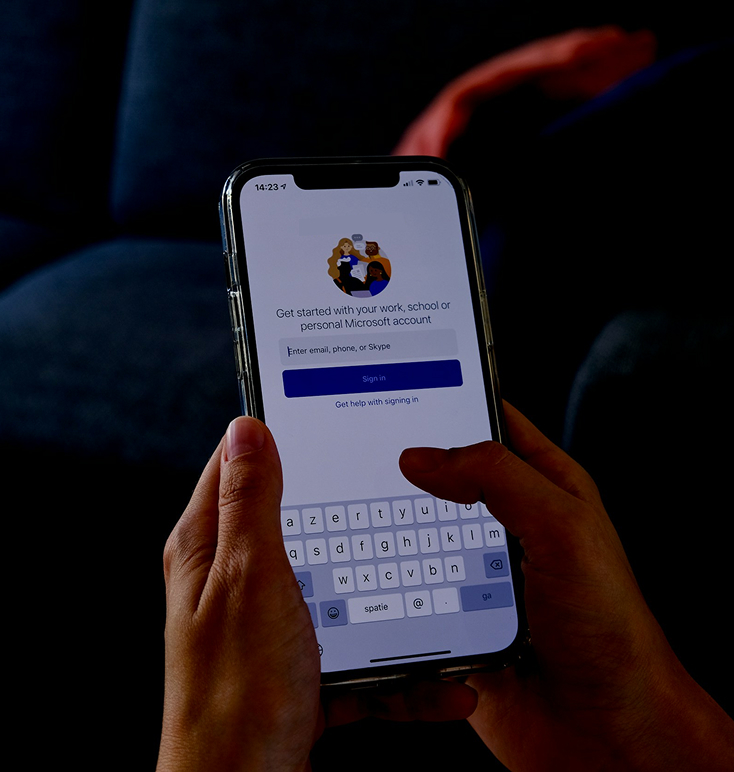 14:23
Get started with your work, school or
personal Microsoft account
Enter email, phone, or Skype
Sign in
Get help with signing in
a z e r t y u i o
q s d f g h j k l m
w x c v b n
spatie @ . ga